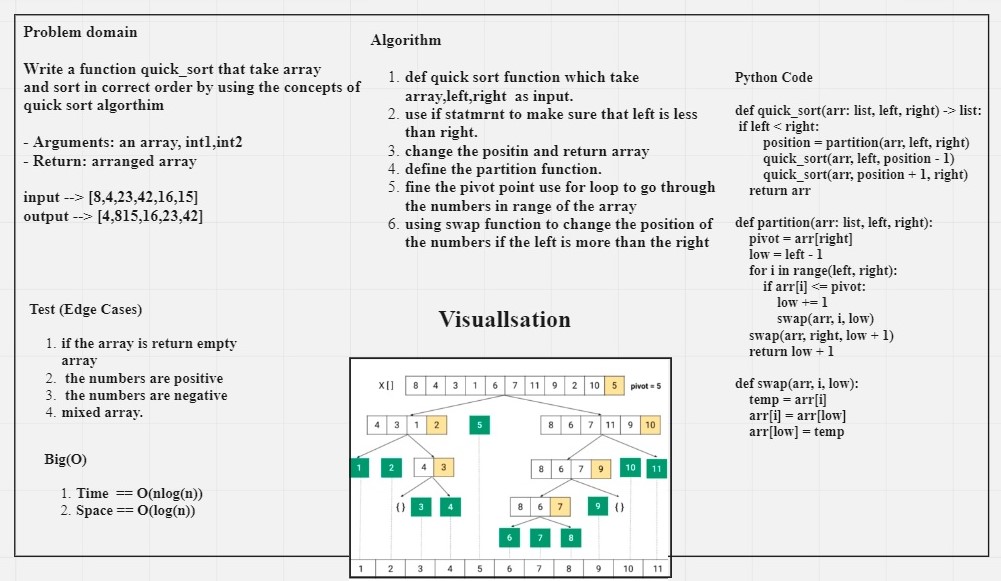 Problem domain
Write a function quick_sort that take array
and sort in correct order by using the concepts of
quick sort algorthim
- Arguments: an array, int1,int2
- Return: arranged array
input --> [8,4,23,42,16,15]
output --> [4,815,16,23,42]
Test (Edge Cases)
1. if the array is return empty
array
2. the numbers are positive
3. the numbers are negative
4. mixed array.
Big(O)
1. Time == O(nlog(n))
2. Space == O(log(n))
Algorithm
1. def quick sort function which take
array,left,right as input.
2. use if statmrnt to make sure that left is less
than right.
3. change the positin and return array
4. define the partition function.
5. fine the pivot point use for loop to go through
the numbers in range of the array
6. using swap function to change the position of
the numbers if the left is more than the right
Visuallsation
X [ ] 8 4 3 1 6 7 11 9 2 10 5 pivot = 5
4 3 1 2 5 8 6 7 11 9 10
1 2 4 3 8 6 7 9 10 11
{ } 3 4 8 6 7 9 { }
6 7 8
1 2 3 4 5 6 7 8 9 10 11
Python Code
def quick_sort(arr: list, left, right) -> list:
if left < right:
position = partition(arr, left, right)
quick_sort(arr, left, position - 1)
quick_sort(arr, position + 1, right)
return arr
def partition(arr: list, left, right):
pivot = arr[right]
low = left - 1
for i in range(left, right):
if arr[i] <= pivot:
low += 1
swap(arr, i, low)
swap(arr, right, low + 1)
return low + 1
def swap(arr, i, low):
temp = arr[i]
arr[i] = arr[low]
arr[low] = temp